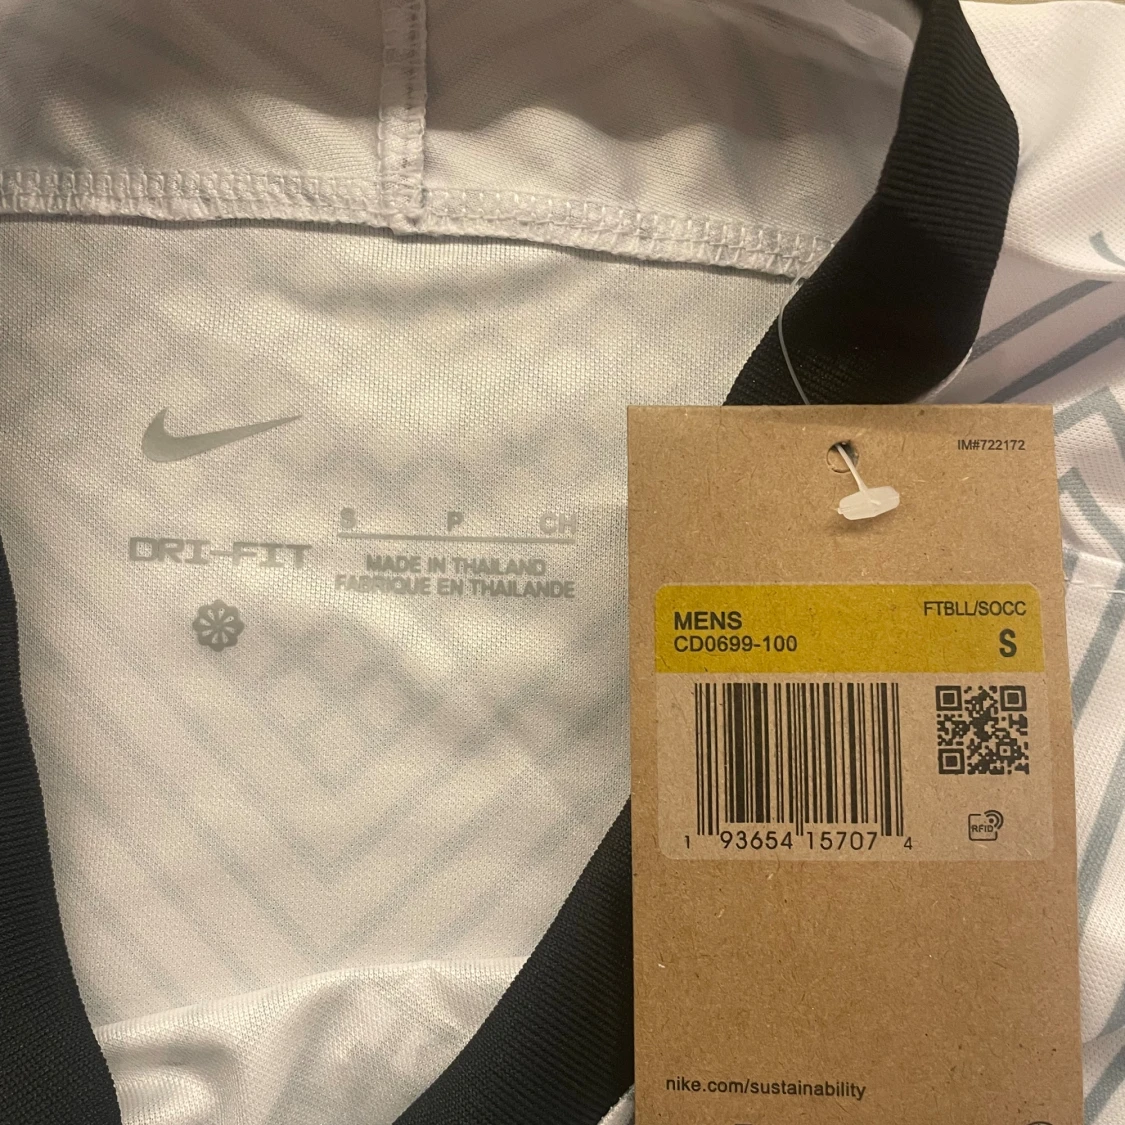 S P CH
DRI-FIT
MADE IN THAILAND
FABRIQUE EN THAILANDE
IM#722172
MENS
FTBLL/SOCC
CD0699-100
S
1 93654 15707 4
RFID
nike.com/sustainability